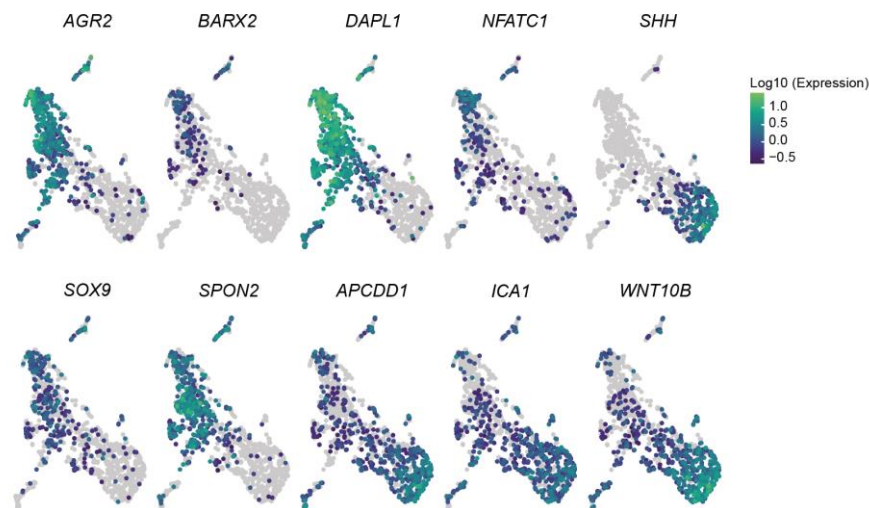 AGR2 BARX2 DAPL1 NFATC1 SHH
Log10 (Expression)
1.0
0.5
0.0
−0.5
SOX9 SPON2 APCDD1 ICA1 WNT10B